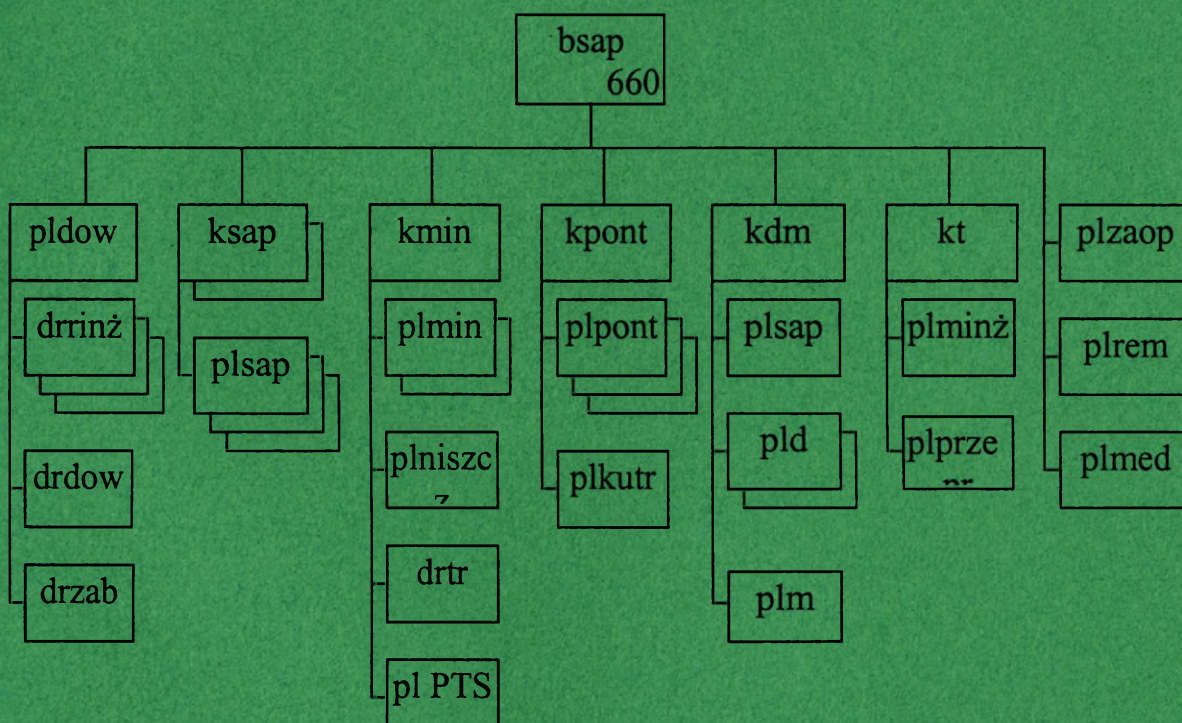 bsap
660
pldow
ksap
kmin
kpont
kdm
kt
plzaop
drrinż
plsap
plmin
plpont
plsap
plminż
plrem
drdow
plniszc
z
plkutr
pld
plprze
plmed
drzab
drtr
plm
pl PTS